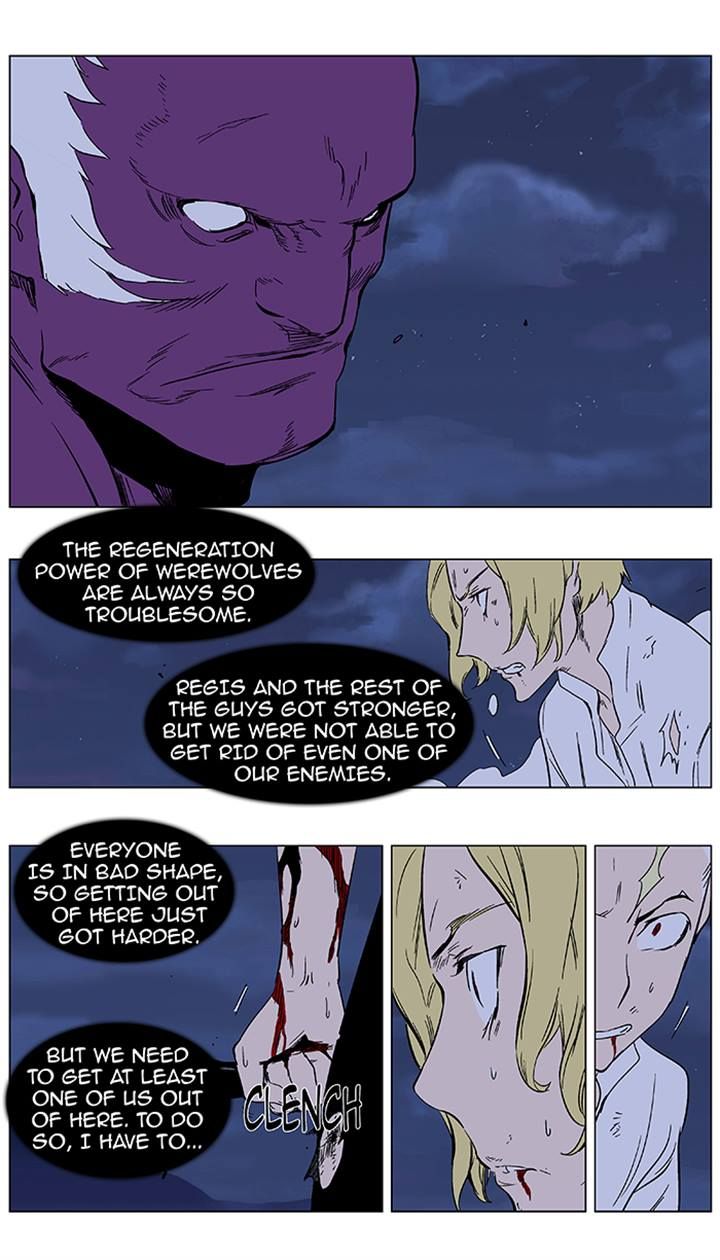 THE REGENERATION
POWER OF WEREWOLVES
ARE ALWAYS SO
TROUBLESOME.
REGIS AND THE REST OF
THE GUYS GOT STRONGER,
BUT WE WERE NOT ABLE TO
GET RID OF EVEN ONE OF
OUR ENEMIES.
EVERYONE
IS IN BAD SHAPE,
SO GETTING OUT
OF HERE JUST
GOT HARDER.
BUT WE NEED
TO GET AT LEAST
ONE OF US OUT
OF HERE. TO DO
SO, I HAVE TO...
CLENCH